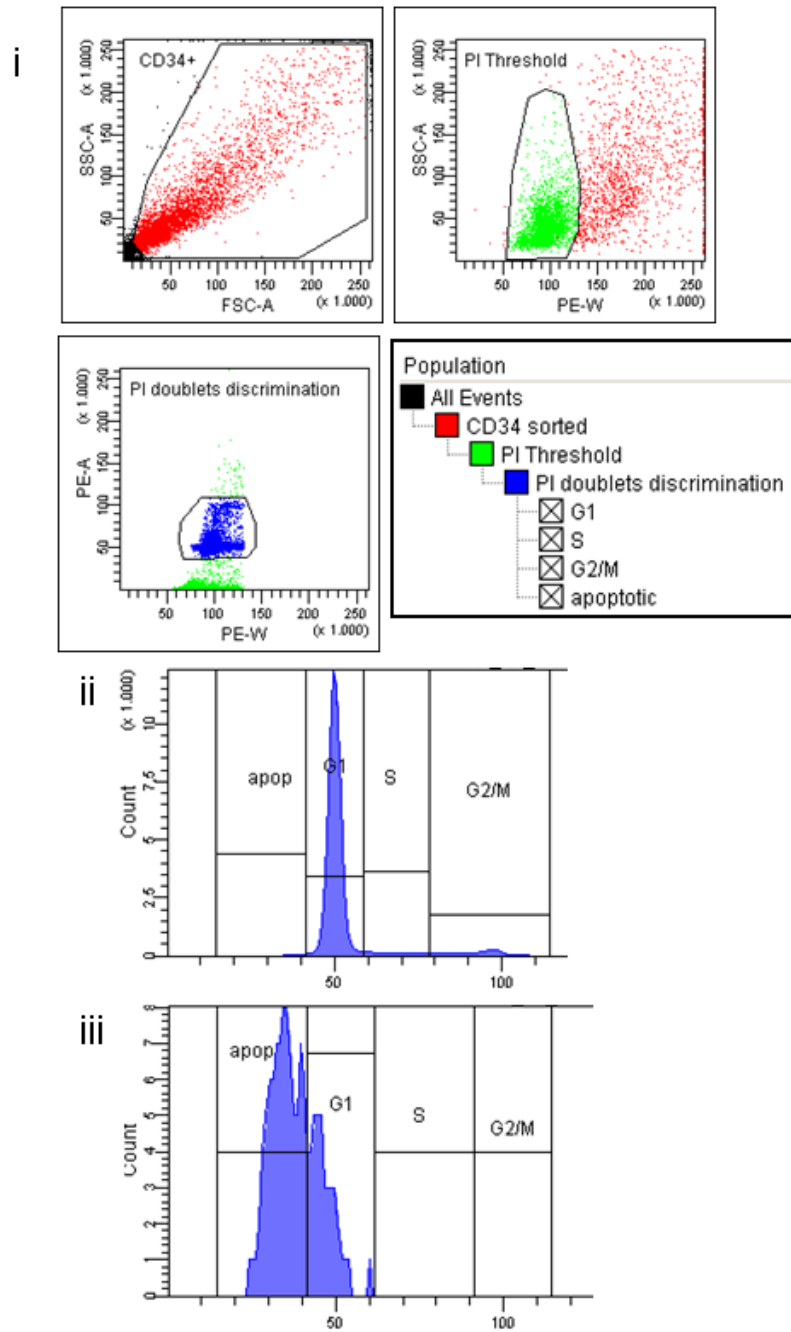 i
CD34+
SSC-A
(x 1.000)
50 100 150 200 250
50 100 150 200 250
FSC-A
(x 1.000)
PI Threshold
SSC-A
(x 1.000)
50 100 150 200 250
50 100 150 200 250
PE-W
(x 1.000)
PI doublets discrimination
PE-A
(x 1.000)
50 100 150 200 250
50 100 150 200 250
PE-W
(x 1.000)
Population
All Events
CD34 sorted
PI Threshold
PI doublets discrimination
G1
S
G2/M
apoptotic
ii
Count
(x 1.000)
0 2,5 5 7,5 10
apop
G1
S
G2/M
50 100
iii
Count
0 1 2 3 4 5 6 7 8
apop
G1
S
G2/M
50 100